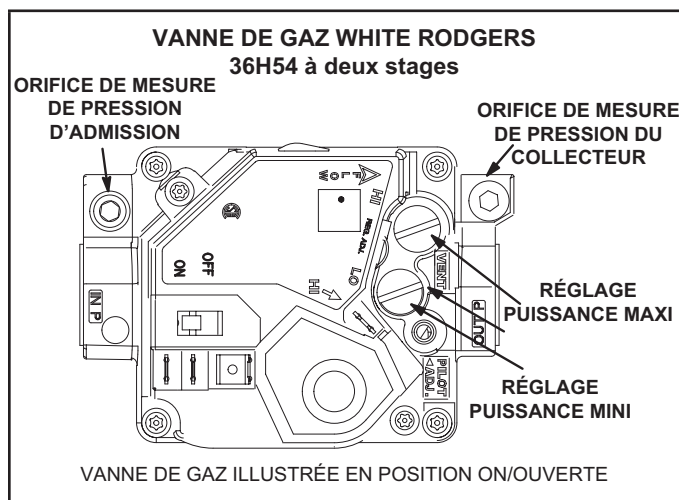 VANNE DE GAZ WHITE RODGERS
36H54 à deux stages
ORIFICE DE MESURE
DE PRESSION
D'ADMISSION
ORIFICE DE MESURE
DE PRESSION DU
COLLECTEUR
FLOW
HI
REG. ADJ.
LO
HI
ON
OFF
IN P
VENT
OUT P
PILOT
ADJ.
RÉGLAGE
PUISSANCE MAXI
RÉGLAGE
PUISSANCE MINI
VANNE DE GAZ ILLUSTRÉE EN POSITION ON/OUVERTE